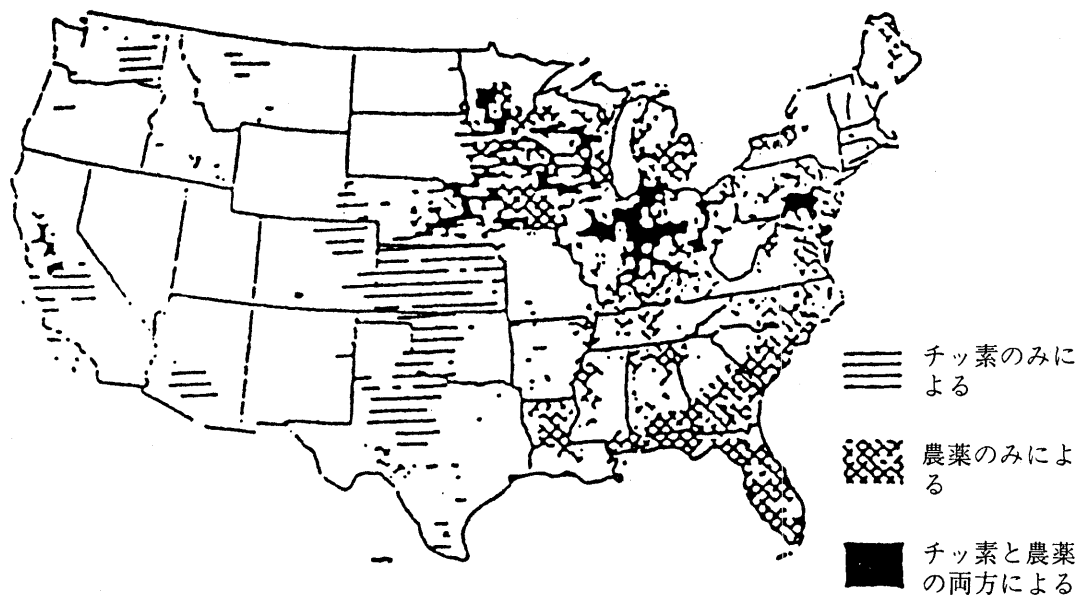 チッ素のみに
よる
農薬のみによ
る
チッ素と農薬
の両方による